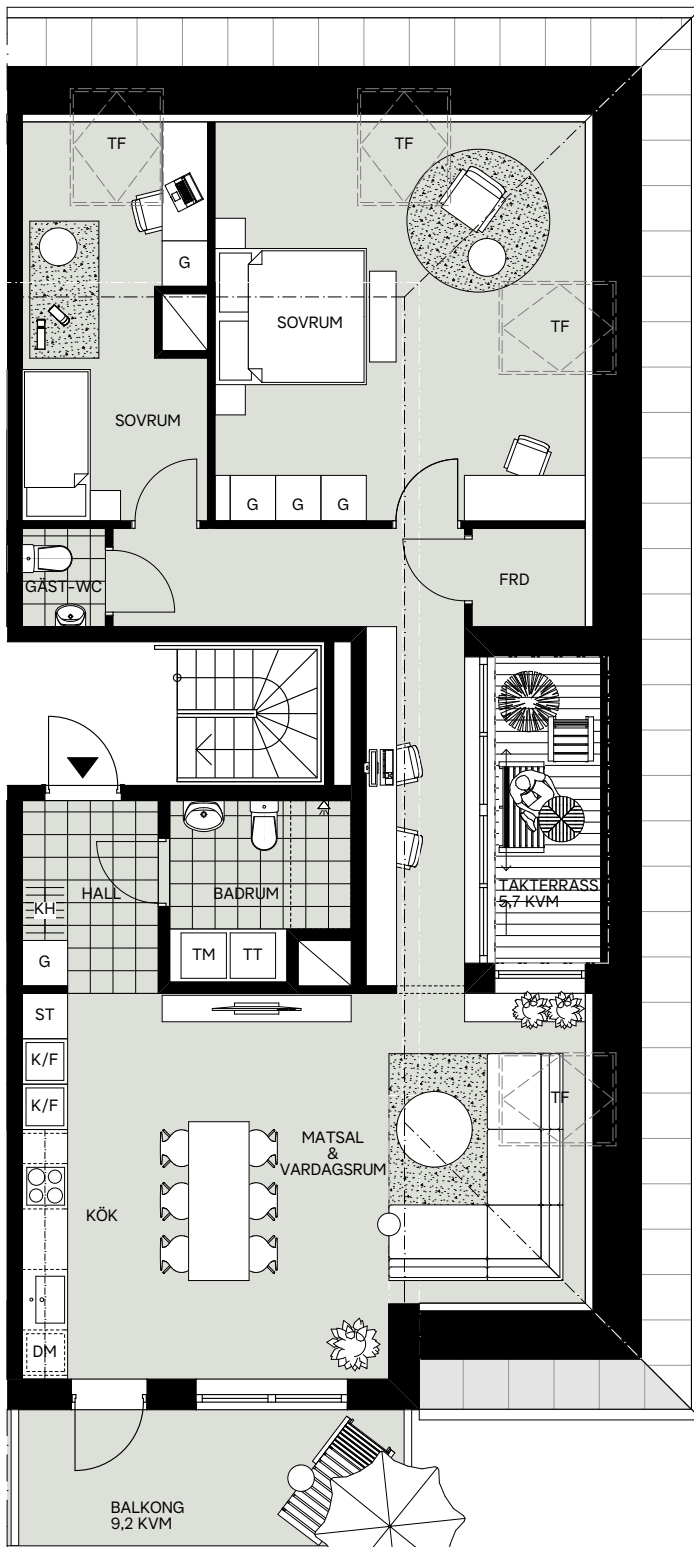 TF
TF
G
SOVRUM
TF
SOVRUM
G
G
G
GÄST-WC
FRD
HALL
BADRUM
TAKTERRASS
5,7 KVM
KH
G
TM
TT
ST
K/F
K/F
TF
MATSAL
&
VARDAGSRUM
KÖK
DM
BALKONG
9,2 KVM